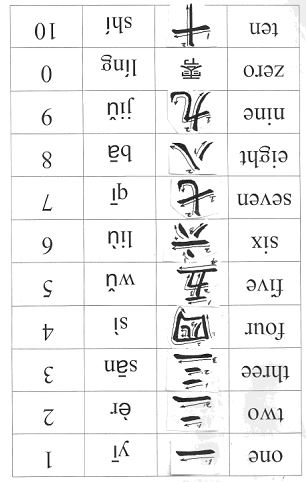 one 一 yī 1
two 二 èr 2
three 三 sān 3
four 四 sì 4
five 五 wǔ 5
six 六 liù 6
seven 七 qī 7
eight 八 bā 8
nine 九 jiǔ 9
zero 零 líng 0
ten 十 shí 10